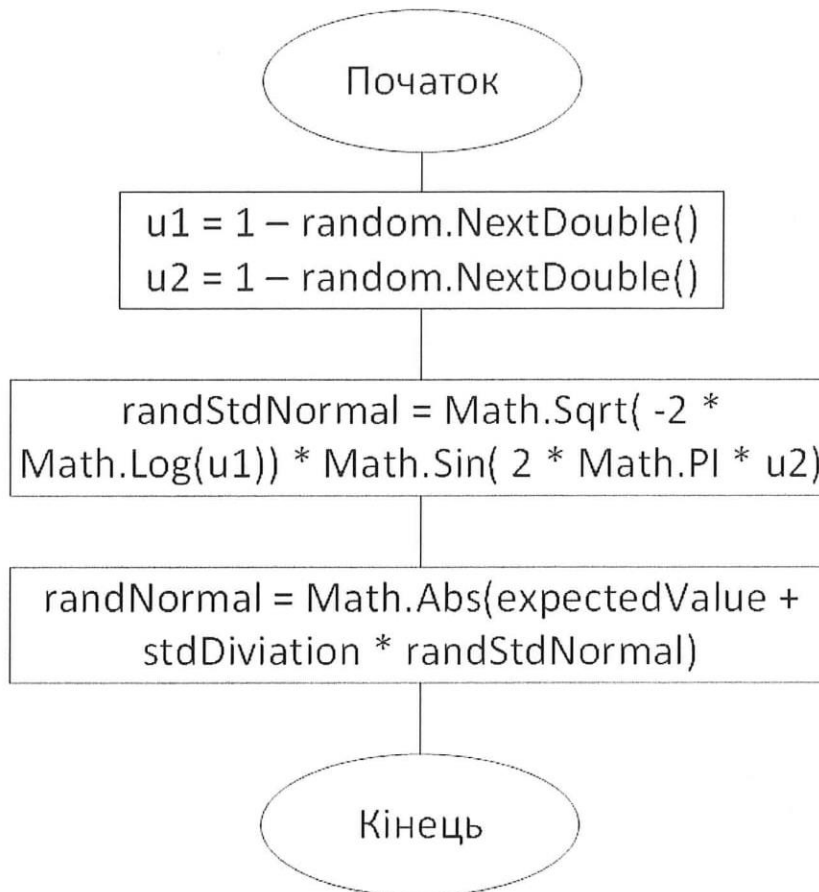 Початок
u1 = 1 – random.NextDouble()
u2 = 1 – random.NextDouble()
randStdNormal = Math.Sqrt( -2 *
Math.Log(u1)) * Math.Sin( 2 * Math.PI * u2)
randNormal = Math.Abs(expectedValue +
stdDiviation * randStdNormal)
Кінець